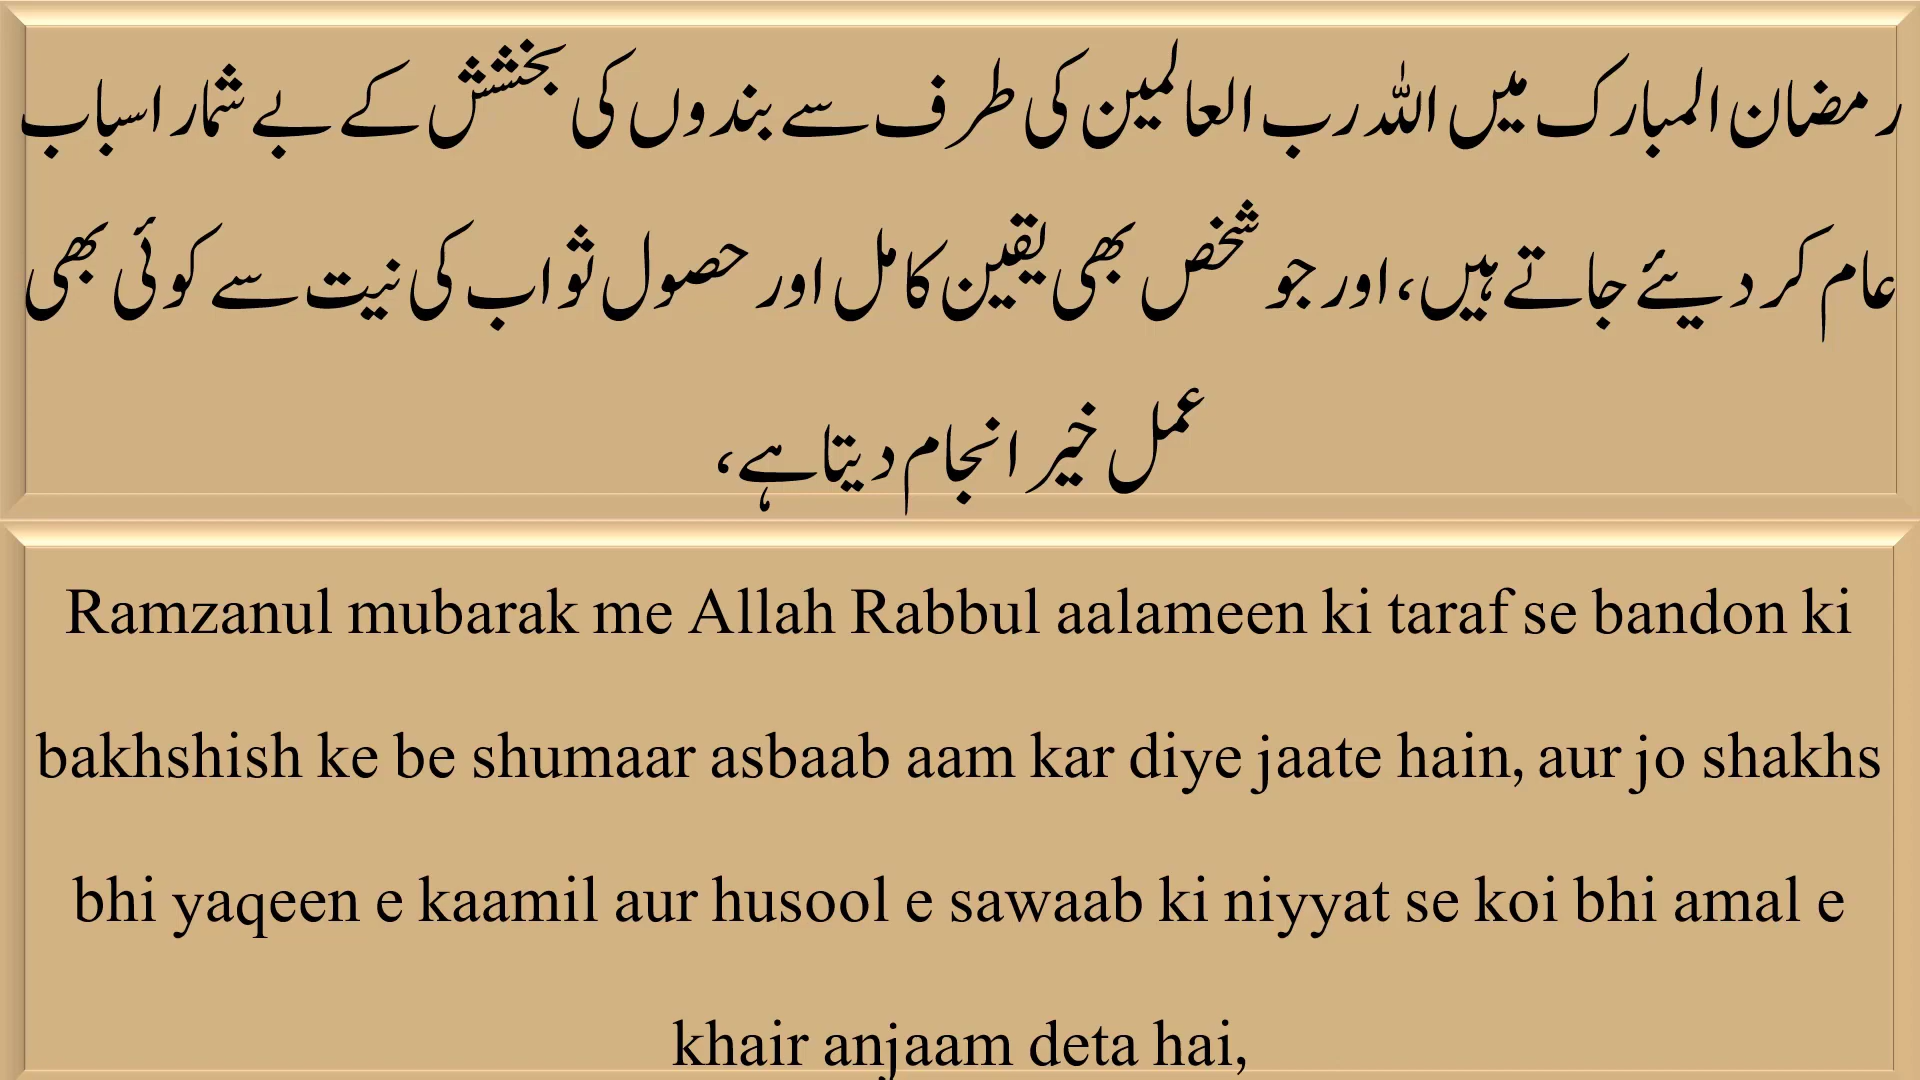 رمضان المبارک میں اللہ رب العالمین کی طرف سے بندوں کی بخشش کے بے شمار اسباب
عام کر دیئے جاتے ہیں، اور جو شخص بھی یقین کامل اور حصول ثواب کی نیت سے کوئی بھی
عمل خیر انجام دیتا ہے،
Ramzanul mubarak me Allah Rabbul aalameen ki taraf se bandon ki
bakhshish ke be shumaar asbaab aam kar diye jaate hain, aur jo shakhs
bhi yaqeen e kaamil aur husool e sawaab ki niyyat se koi bhi amal e
khair anjaam deta hai,